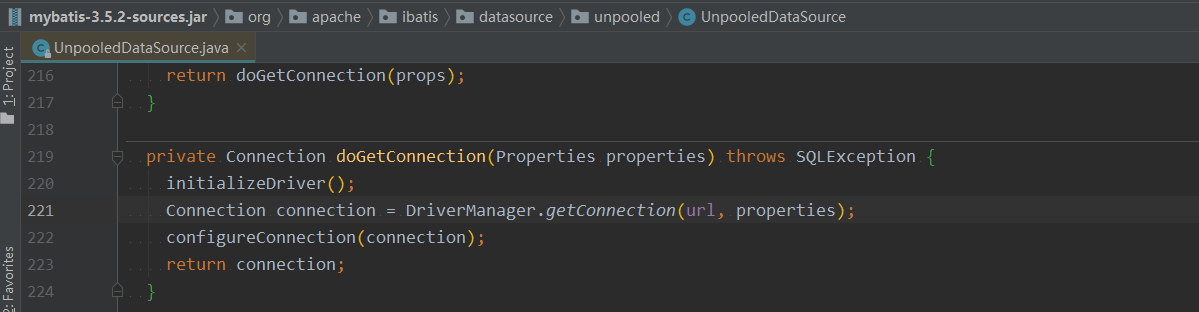 mybatis-3.5.2-sources.jar org apache ibatis datasource unpooled UnpooledDataSource
UnpooledDataSource.java
1: Project
216 return doGetConnection(props);
217 }
218
219 private Connection doGetConnection(Properties properties) throws SQLException {
220 initializeDriver();
221 Connection connection = DriverManager.getConnection(url, properties);
222 configureConnection(connection);
223 return connection;
224 }
2: Favorites